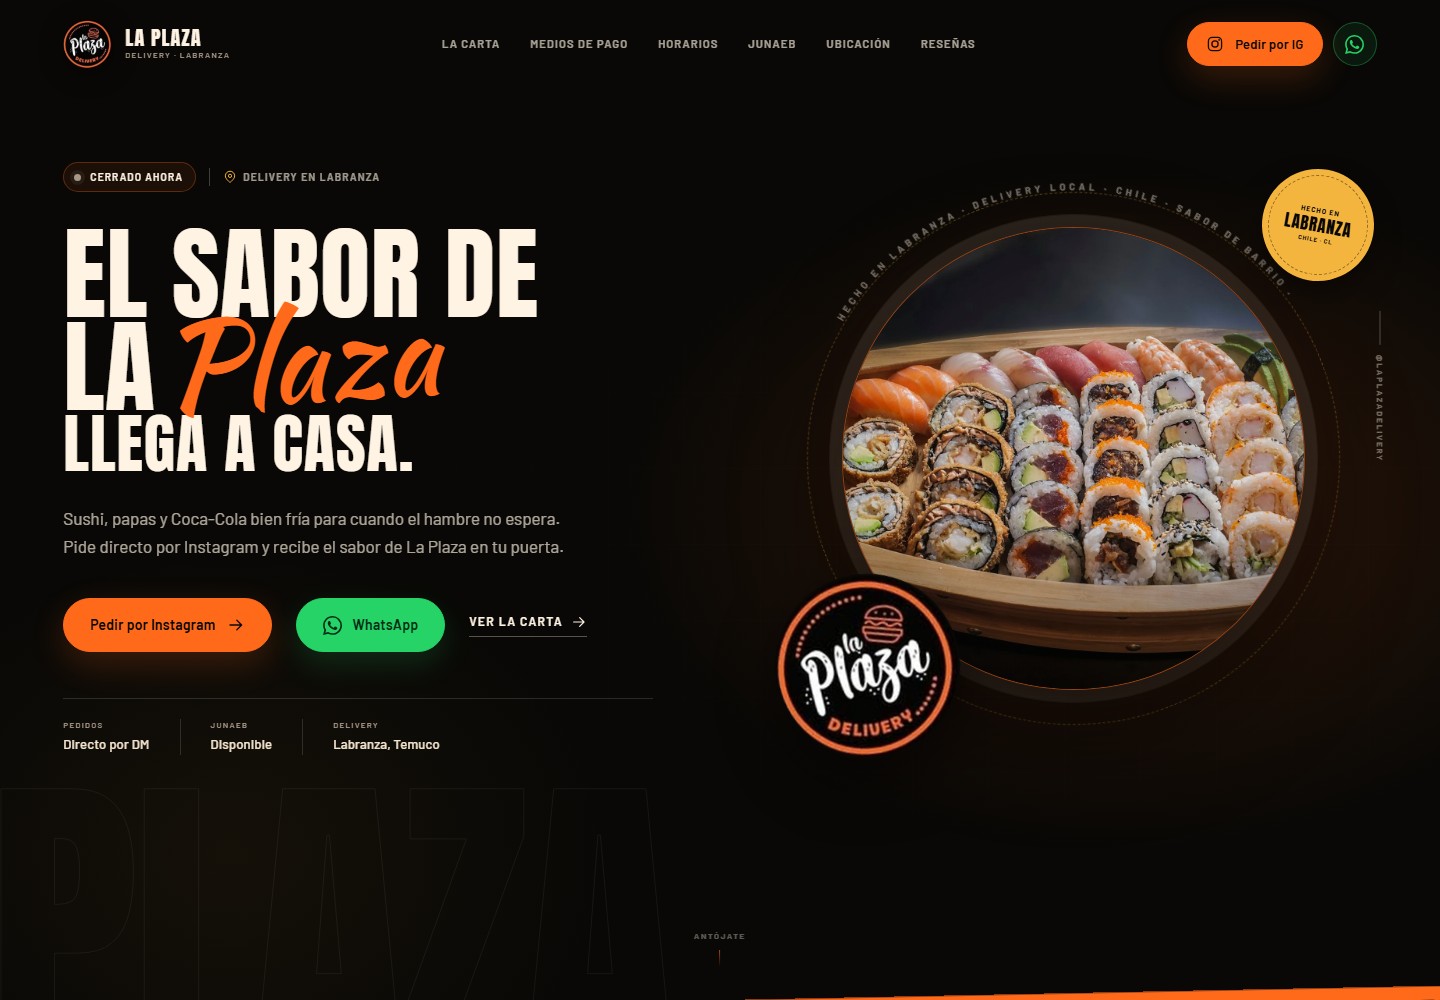 la
Plaza
DELIVERY
LA PLAZA
DELIVERY · LABRANZA
LA CARTA
MEDIOS DE PAGO
HORARIOS
JUNAEB
UBICACIÓN
RESEÑAS
Pedir por IG
CERRADO AHORA
DELIVERY EN LABRANZA
EL SABOR DE
LA Plaza
LLEGA A CASA.
Sushi, papas y Coca-Cola bien fría para cuando el hambre no espera.
Pide directo por Instagram y recibe el sabor de La Plaza en tu puerta.
Pedir por Instagram
WhatsApp
VER LA CARTA
PEDIDOS
Directo por DM
JUNAEB
Disponible
DELIVERY
Labranza, Temuco
HECHO EN LABRANZA · DELIVERY LOCAL · CHILE · SABOR DE BARRIO ·
HECHO EN
LABRANZA
CHILE · CL
@LAPLAZADELIVERY
la
Plaza
DELIVERY
PLAZA
ANTÓJATE